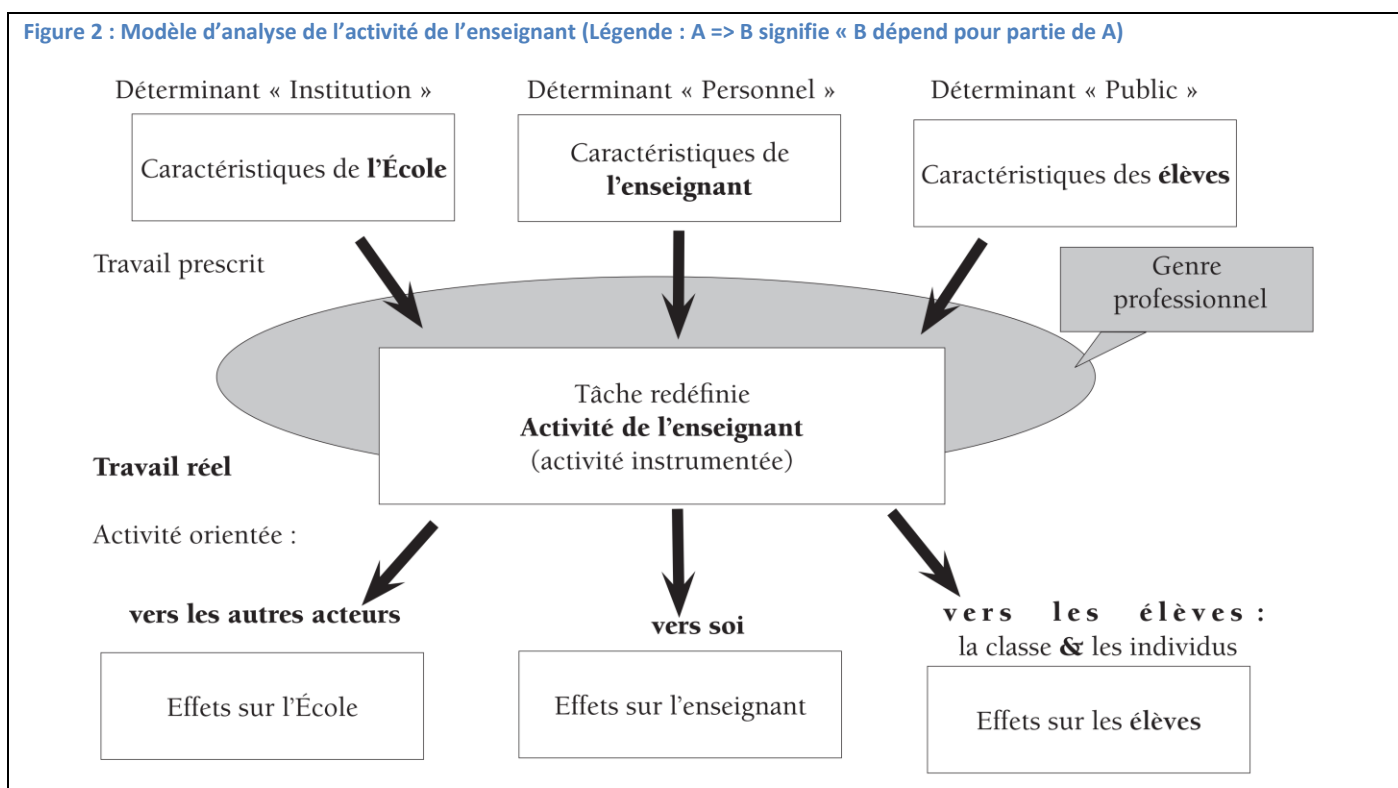 Figure 2 : Modèle d'analyse de l'activité de l'enseignant (Légende : A => B signifie « B dépend pour partie de A)
Déterminant « Institution »
Déterminant « Personnel »
Déterminant « Public »
Caractéristiques de l'École
Caractéristiques de
l'enseignant
Caractéristiques des élèves
Travail prescrit
Genre
professionnel
Tâche redéfinie
Activité de l'enseignant
(activité instrumentée)
Travail réel
Activité orientée :
vers les autres acteurs
vers soi
vers les élèves :
la classe & les individus
Effets sur l'École
Effets sur l'enseignant
Effets sur les élèves